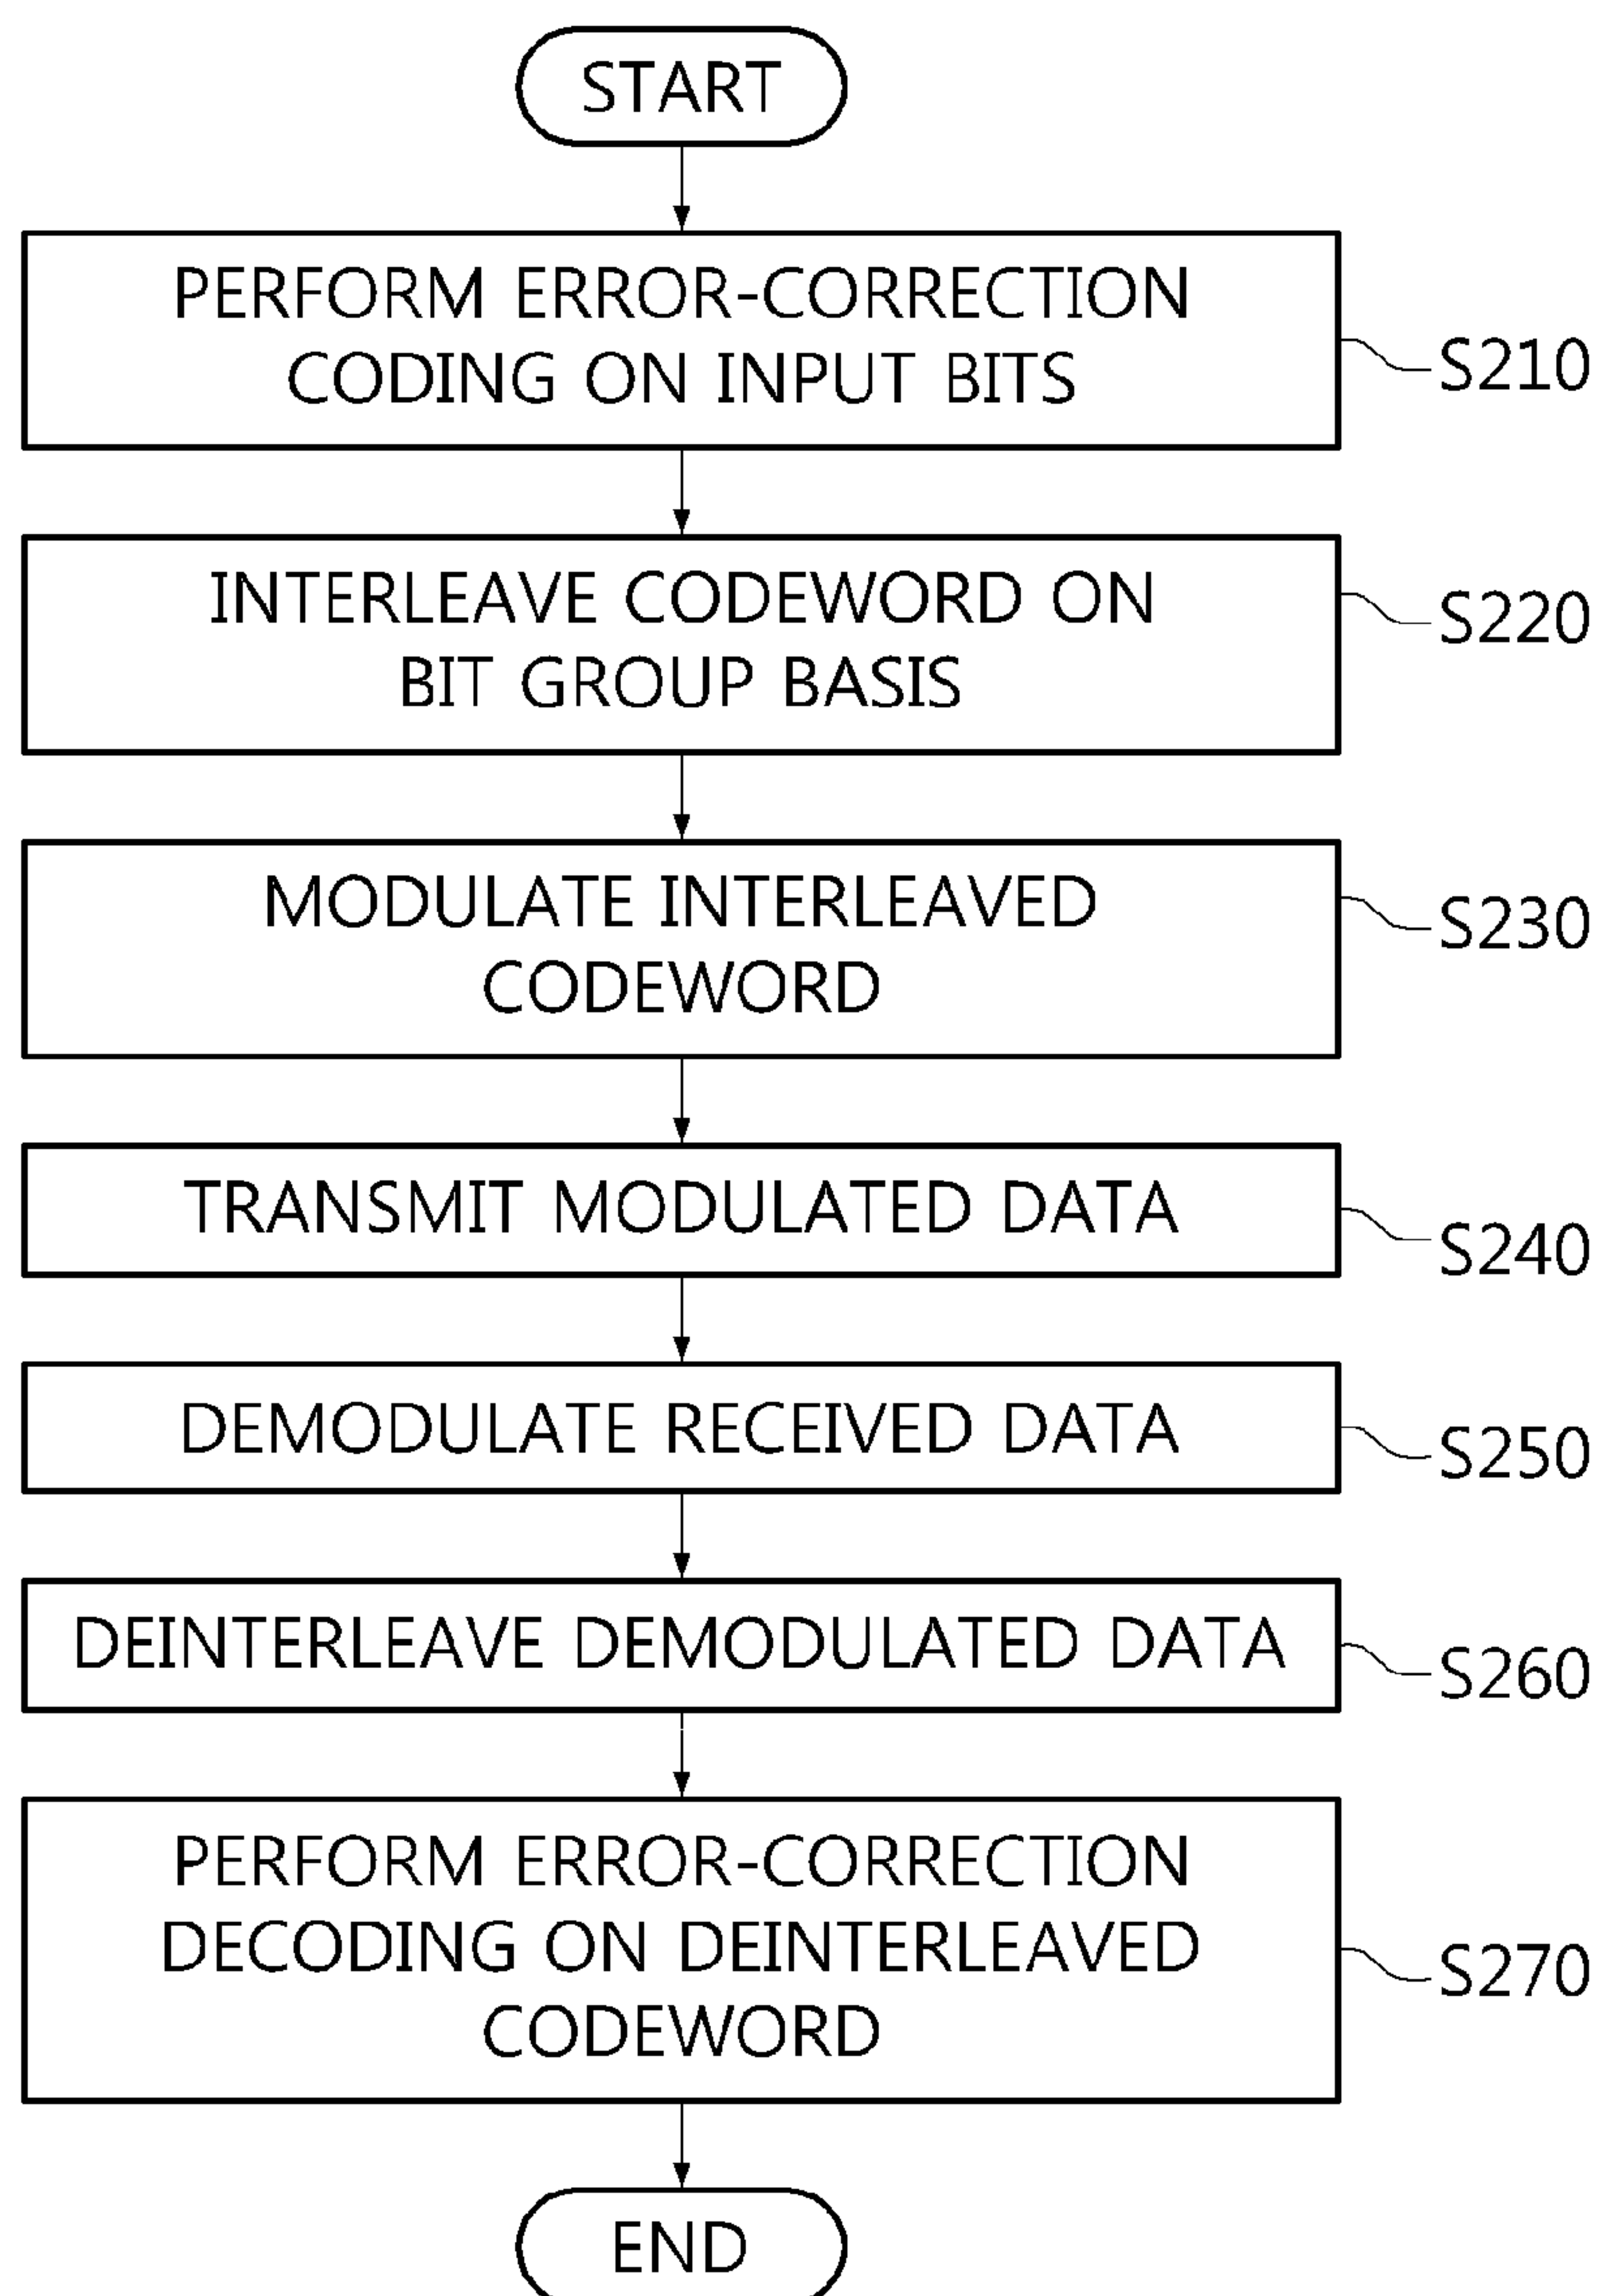 START
PERFORM ERROR-CORRECTION
CODING ON INPUT BITS
S210
INTERLEAVE CODEWORD ON
BIT GROUP BASIS
S220
MODULATE INTERLEAVED
CODEWORD
S230
TRANSMIT MODULATED DATA
S240
DEMODULATE RECEIVED DATA
S250
DEINTERLEAVE DEMODULATED DATA
S260
PERFORM ERROR-CORRECTION
DECODING ON DEINTERLEAVED
CODEWORD
S270
END